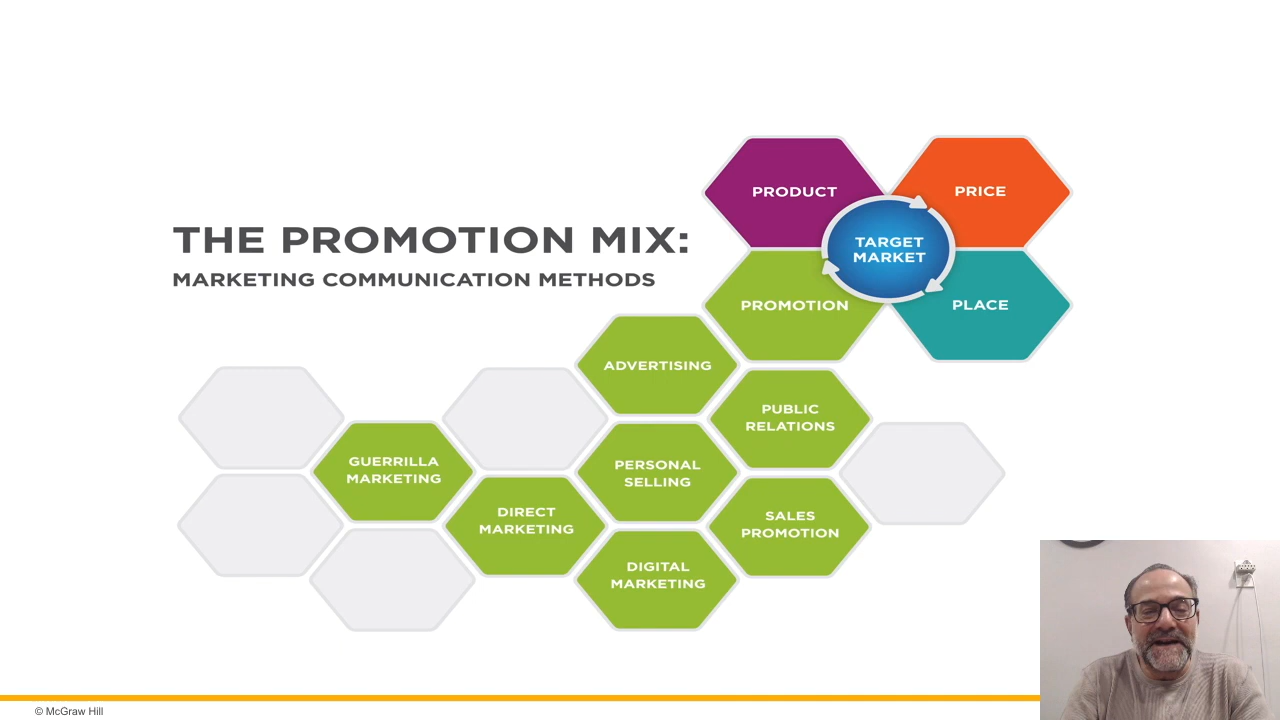 PRODUCT
PRICE
TARGET
MARKET
THE PROMOTION MIX:
MARKETING COMMUNICATION METHODS
PROMOTION
PLACE
ADVERTISING
PUBLIC
RELATIONS
GUERRILLA
MARKETING
PERSONAL
SELLING
DIRECT
MARKETING
SALES
PROMOTION
DIGITAL
MARKETING
© McGraw Hill